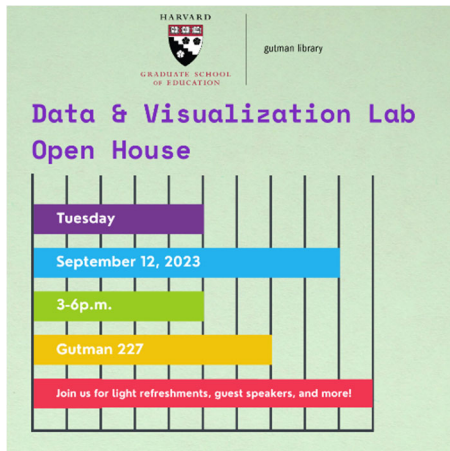 HARVARD
GRADUATE SCHOOL
OF EDUCATION
gutman library
Data & Visualization Lab
Open House
Tuesday
September 12, 2023
3-6p.m.
Gutman 227
Join us for light refreshments, guest speakers, and more!